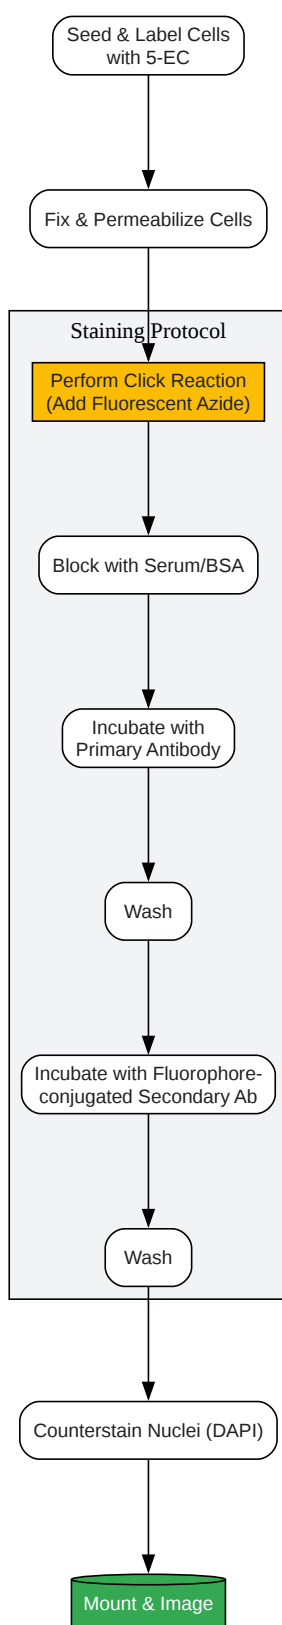 Seed & Label Cells
with 5-EC
Fix & Permeabilize Cells
Staining Protocol
Perform Click Reaction
(Add Fluorescent Azide)
Block with Serum/BSA
Incubate with
Primary Antibody
Wash
Incubate with Fluorophore-
conjugated Secondary Ab
Wash
Counterstain Nuclei (DAPI)
Mount & Image